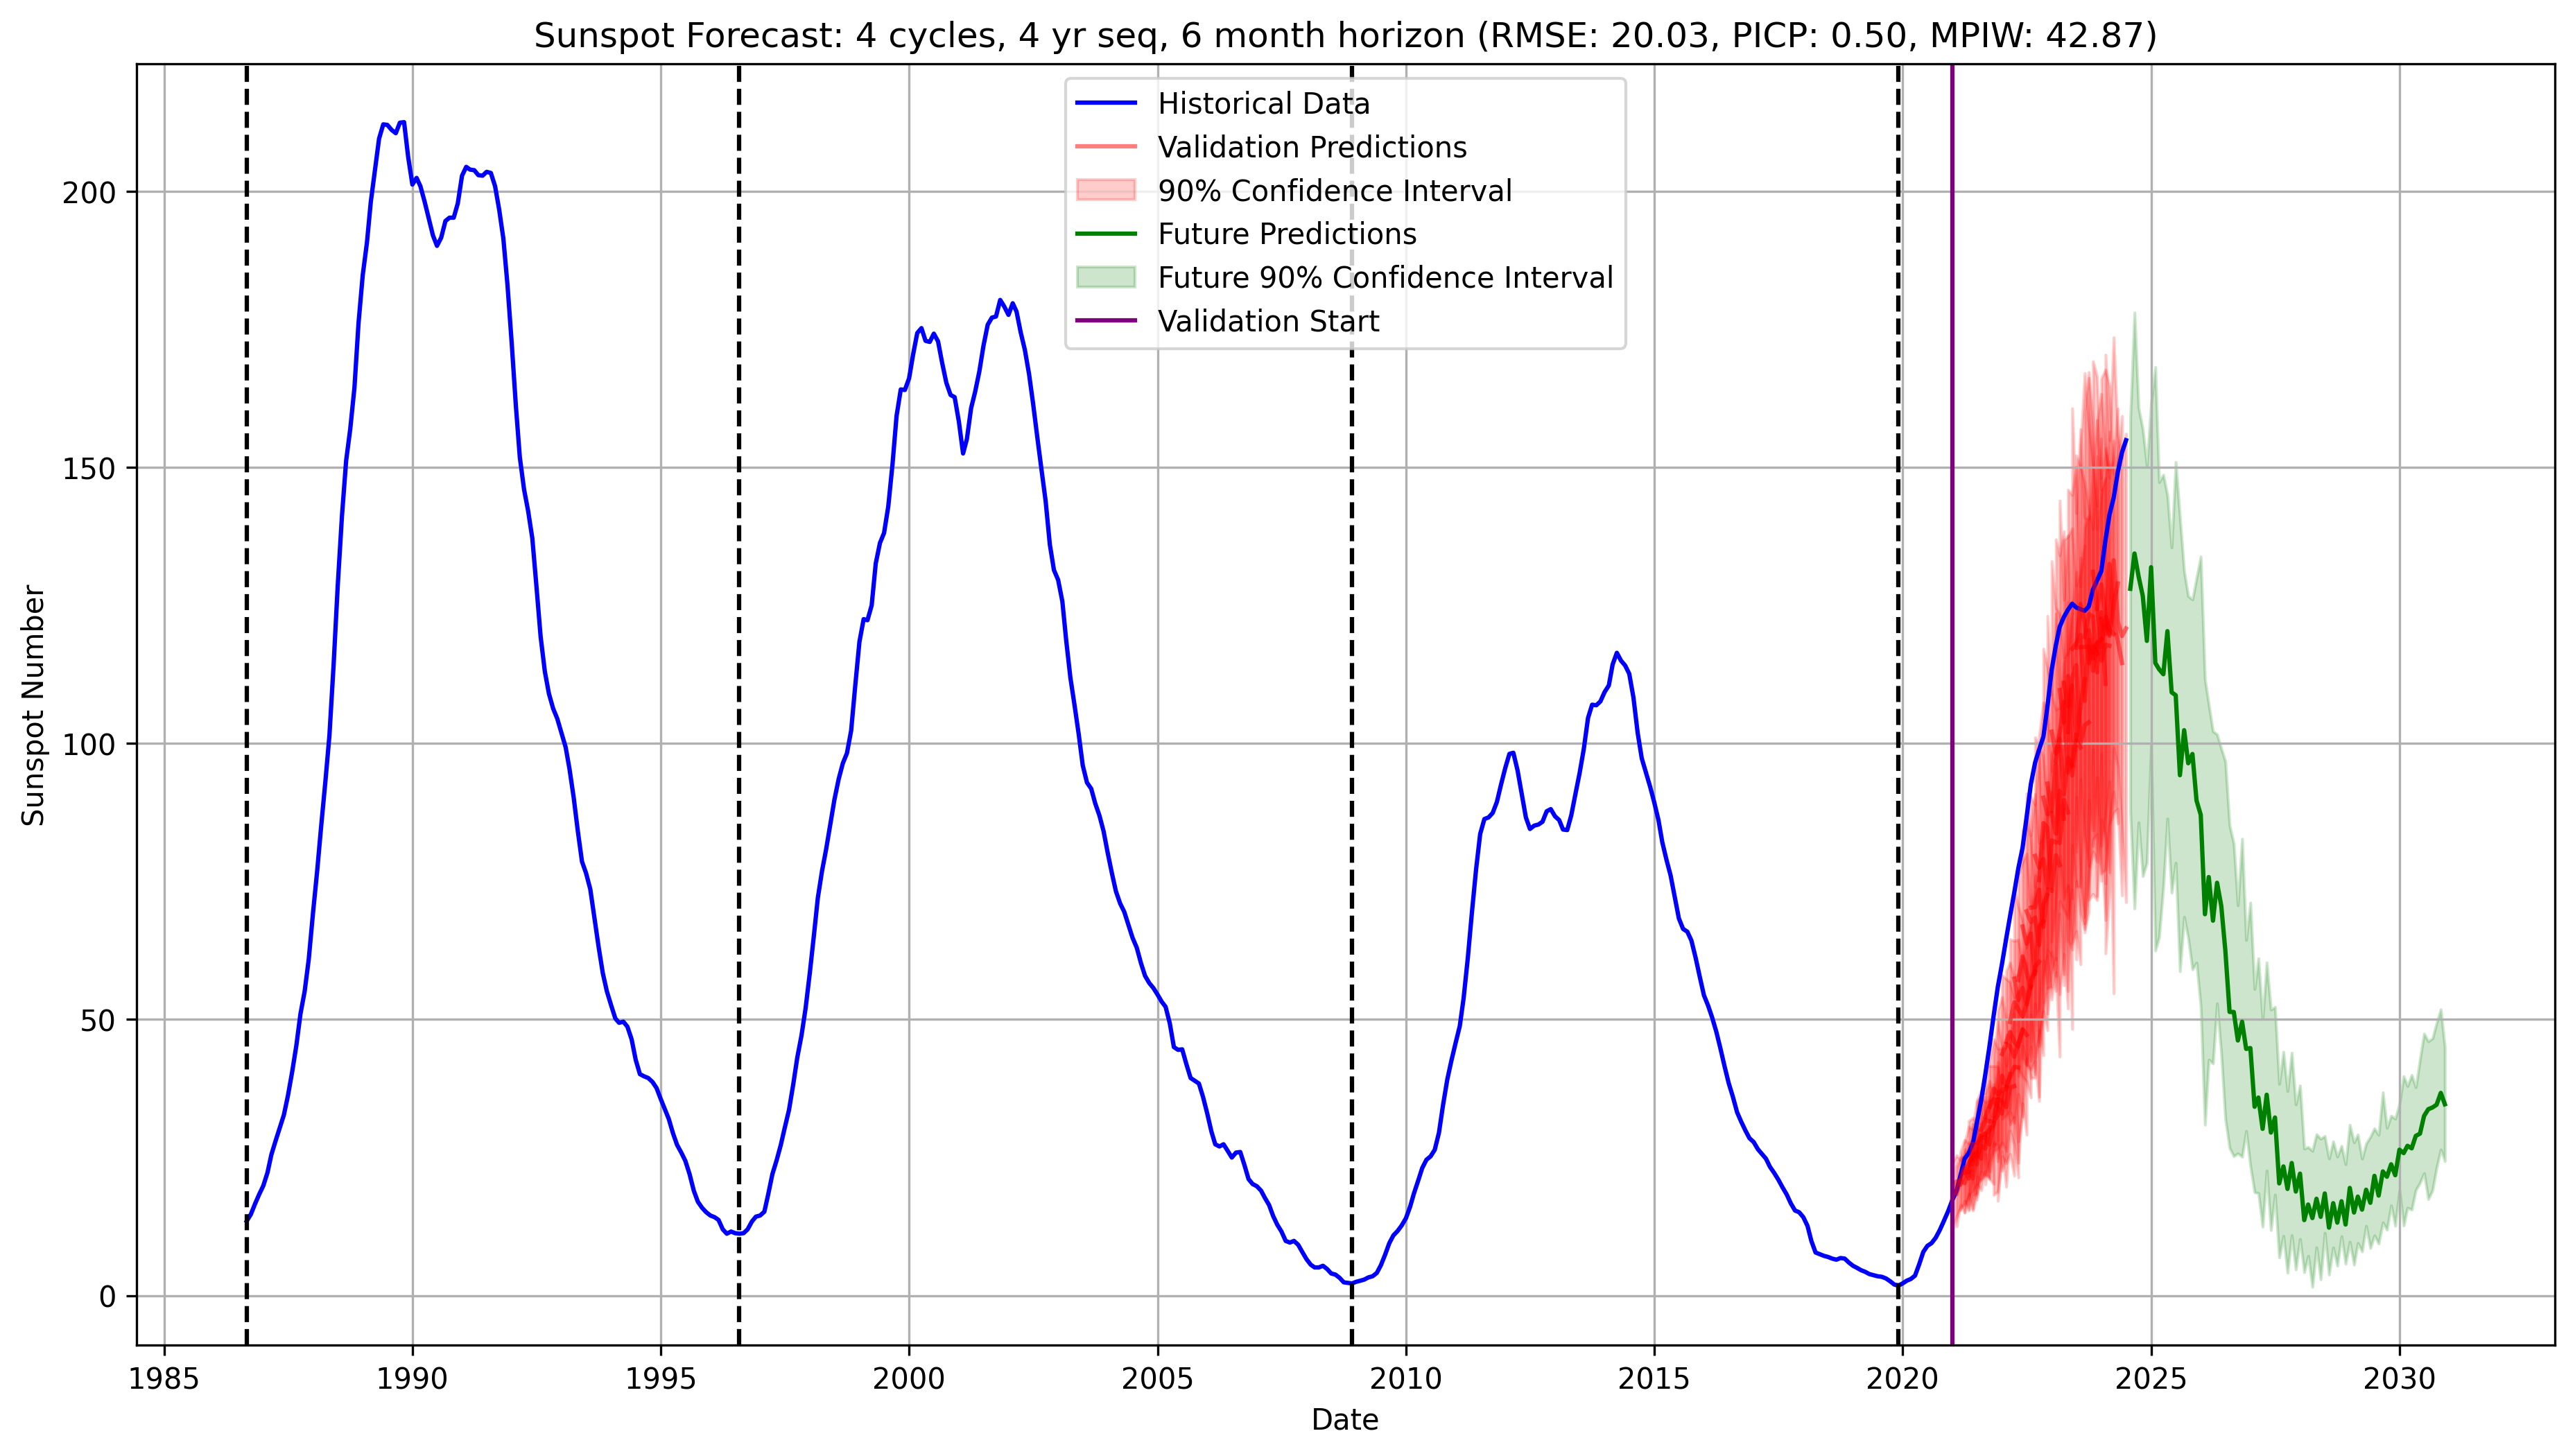 Sunspot Forecast: 4 cycles, 4 yr seq, 6 month horizon (RMSE: 20.03, PICP: 0.50, MPIW: 42.87)
Historical Data
Validation Predictions
90% Confidence Interval
Future Predictions
Future 90% Confidence Interval
Validation Start
Sunspot Number
200
150
100
50
0
1985 1990 1995 2000 2005 2010 2015 2020 2025 2030
Date